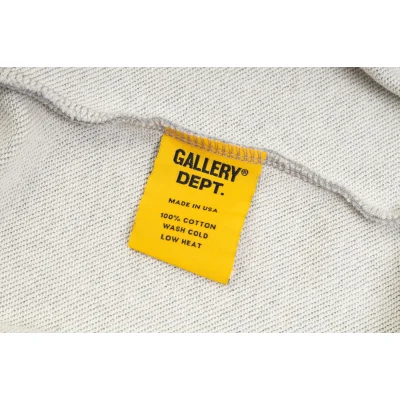 GALLERY®
DEPT.
MADE IN USA
100% COTTON
WASH COLD
LOW HEAT